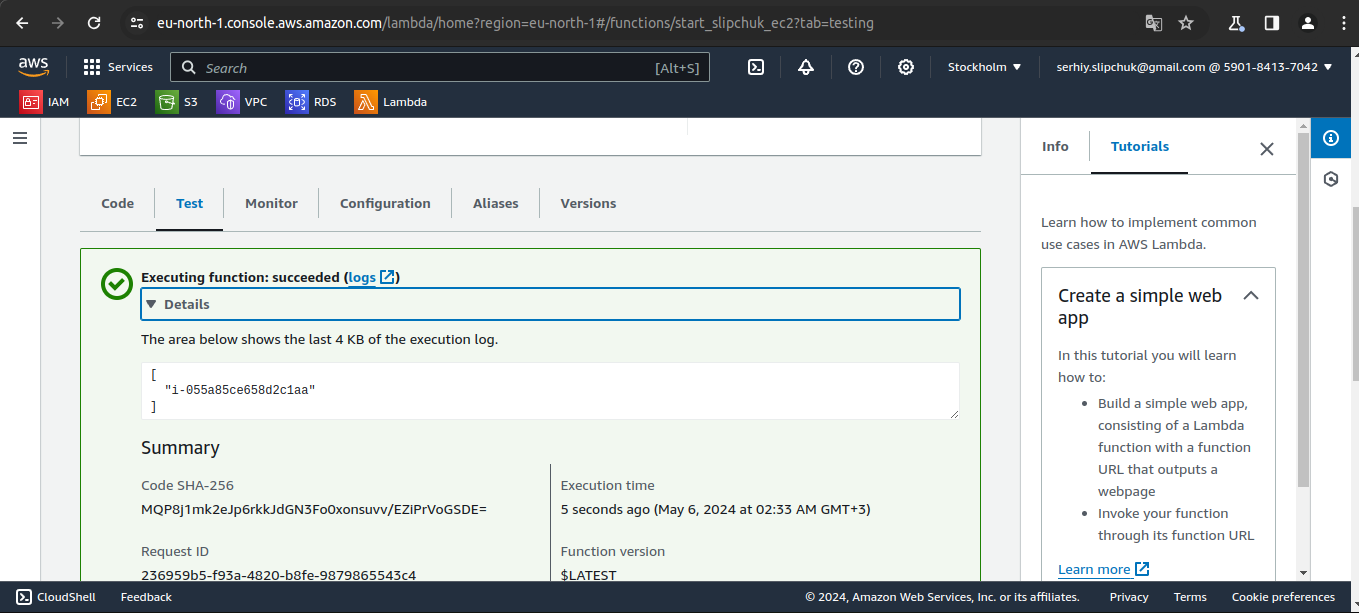 eu-north-1.console.aws.amazon.com/lambda/home?region=eu-north-1#/functions/start_slipchuk_ec2?tab=testing
aws Services Search [Alt+S] Stockholm serhiy.slipchuk@gmail.com @ 5901-8413-7042
IAM EC2 S3 VPC RDS Lambda
Info Tutorials
Code Test Monitor Configuration Aliases Versions
Executing function: succeeded (logs)
Details
The area below shows the last 4 KB of the execution log.
[
"i-055a85ce658d2c1aa"
]
Summary
Code SHA-256
MQP8j1mk2eJp6rkkJdGN3Fo0xonsuvv/EZiPrVoGSDE=
Execution time
5 seconds ago (May 6, 2024 at 02:33 AM GMT+3)
Request ID
236959b5-f93a-4820-b8fe-9879865543c4
Function version
$LATEST
Learn how to implement common
use cases in AWS Lambda.
Create a simple web
app
In this tutorial you will learn
how to:
• Build a simple web app,
consisting of a Lambda
function with a function
URL that outputs a
webpage
• Invoke your function
through its function URL
Learn more
CloudShell Feedback © 2024, Amazon Web Services, Inc. or its affiliates. Privacy Terms Cookie preferences